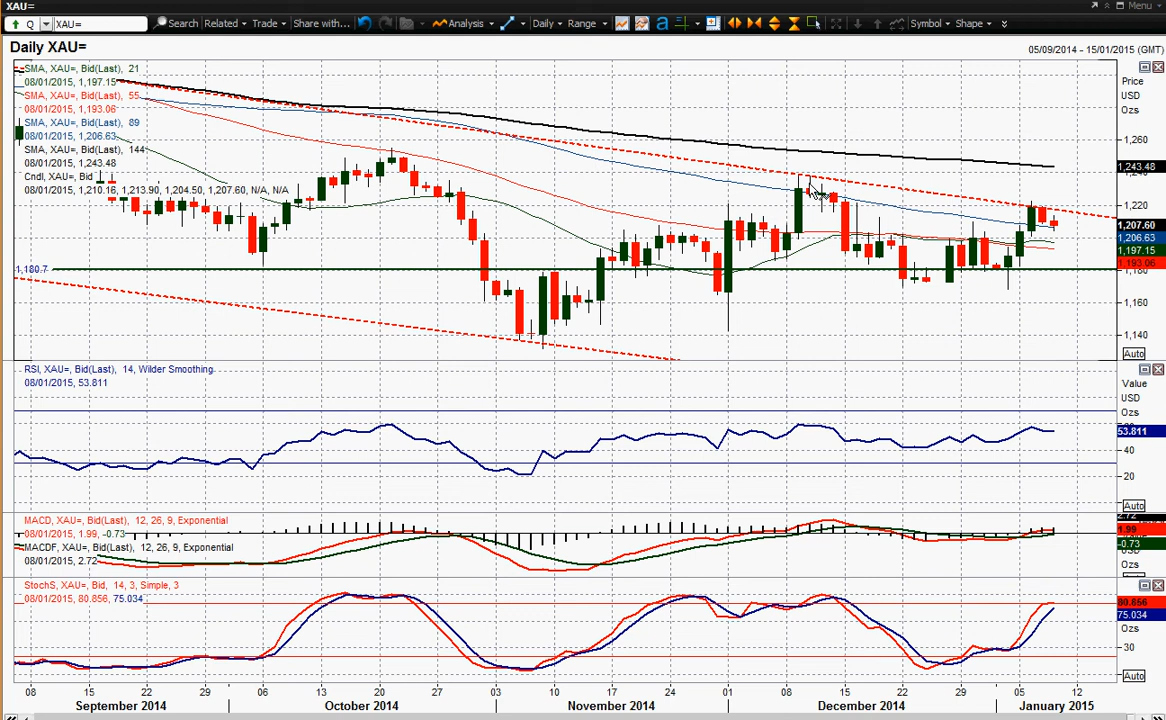 XAU=
Menu
Q XAU= Search Related Trade Share with... Analysis a Daily Range Symbol Shape
Daily XAU=
05/09/2014 - 15/01/2015 (GMT)
SMA, XAU=, Bid(Last), 21
08/01/2015, 1,197.15
SMA, XAU=, Bid(Last), 55
08/01/2015, 1,193.06
SMA, XAU=, Bid(Last), 89
08/01/2015, 1,206.63
SMA, XAU=, Bid(Last), 144
08/01/2015, 1,243.48
Cndl, XAU=, Bid
08/01/2015, 1,210.16, 1,213.90, 1,204.50, 1,207.60, N/A, N/A
Price
USD
Ozs
1,260
1,243.48
1,220
1,207.60
1,206.63
1,197.15
1,193.06
1,180.7
1,180
1,160
1,140
Auto
RSI, XAU=, Bid(Last), 14, Wilder Smoothing
08/01/2015, 53.811
Value
USD
Ozs
53.811
40
20
Auto
MACD, XAU=, Bid(Last), 12, 26, 9, Exponential
08/01/2015, 1.99, -0.73
MACDF, XAU=, Bid(Last), 12, 26, 9, Exponential
08/01/2015, 2.72
2.72
1.99
-0.73
Ozs
StochS, XAU=, Bid, 14, 3, Simple, 3
08/01/2015, 80.856, 75.034
80.856
75.034
Ozs
30
Auto
08 15 22 29 06 13 20 27 03 10 17 24 01 08 15 22 29 05 12
September 2014 October 2014 November 2014 December 2014 January 2015